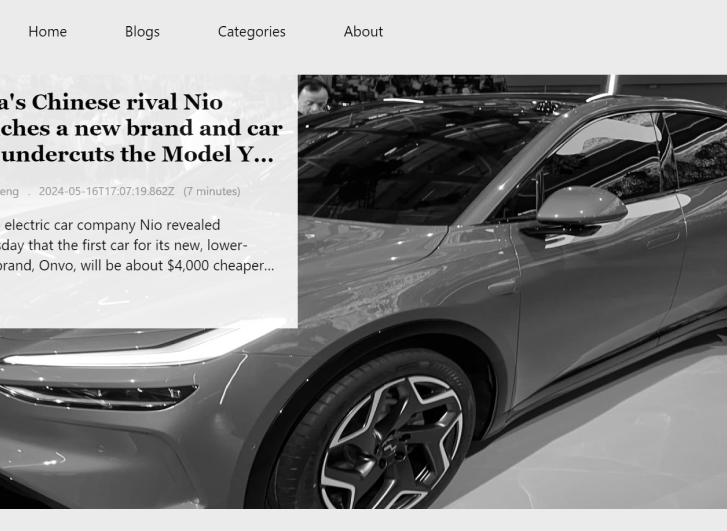 Home Blogs Categories About
a's Chinese rival Nio
ches a new brand and car
undercuts the Model Y...
eng . 2024-05-16T17:07:19.862Z (7 minutes)
electric car company Nio revealed
sday that the first car for its new, lower-
brand, Onvo, will be about $4,000 cheaper...